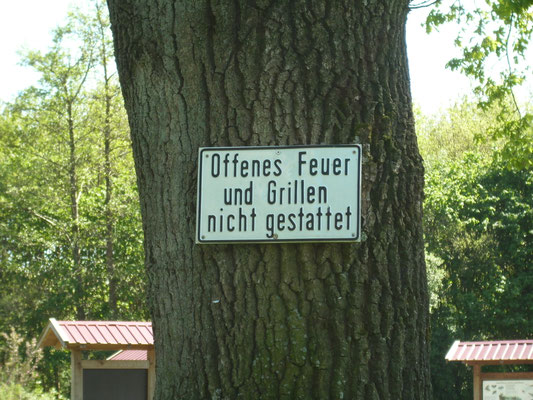 Offenes Feuer
und Grillen
nicht gestattet